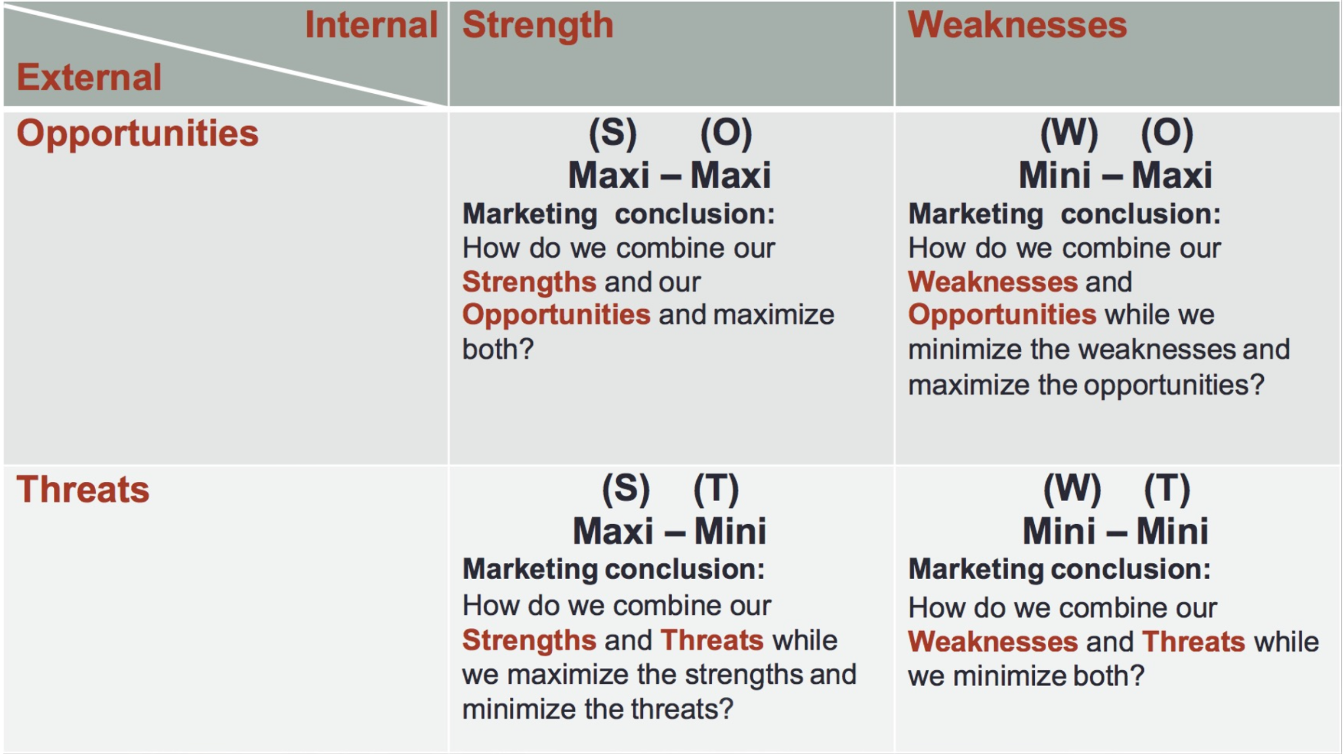 Internal
External
Strength
Weaknesses
Opportunities
(S) (O)
Maxi – Maxi
Marketing conclusion:
How do we combine our
Strengths and our
Opportunities and maximize
both?
(W) (O)
Mini – Maxi
Marketing conclusion:
How do we combine our
Weaknesses and
Opportunities while we
minimize the weaknesses and
maximize the opportunities?
Threats
(S) (T)
Maxi – Mini
Marketing conclusion:
How do we combine our
Strengths and Threats while
we maximize the strengths and
minimize the threats?
(W) (T)
Mini – Mini
Marketing conclusion:
How do we combine our
Weaknesses and Threats while
we minimize both?